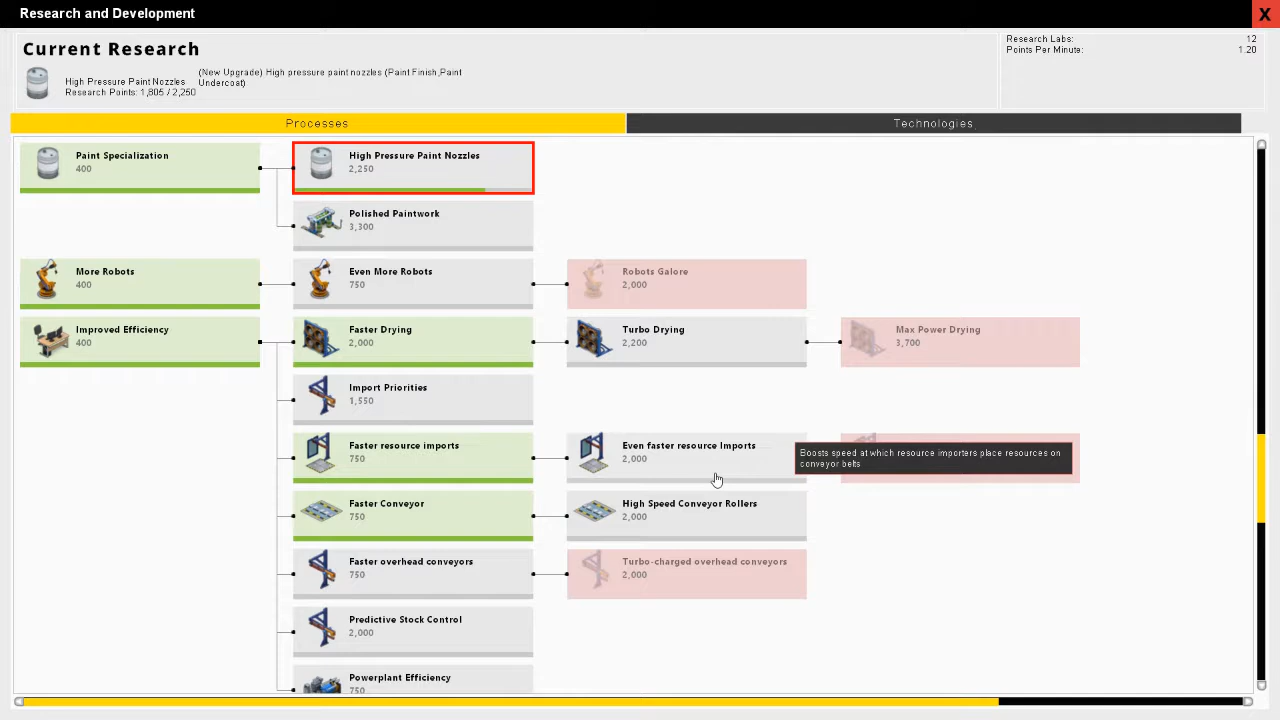 Research and Development
X
Current Research
(New Upgrade) High pressure paint nozzles (Paint Finish,Paint
High Pressure Paint Nozzles Undercoat)
Research Points: 1,805 / 2,250
Research Labs: 12
Points Per Minute: 1.20
Processes
Technologies
Paint Specialization
400
High Pressure Paint Nozzles
2,250
Polished Paintwork
3,300
More Robots
400
Even More Robots
750
Robots Galore
2,000
Improved Efficiency
400
Faster Drying
2,000
Turbo Drying
2,200
Max Power Drying
3,700
Import Priorities
1,550
Faster resource imports
750
Even faster resource Imports
2,000
Boosts speed at which resource importers place resources on
conveyor belts
Faster Conveyor
750
High Speed Conveyor Rollers
2,000
Faster overhead conveyors
750
Turbo-charged overhead conveyors
2,000
Predictive Stock Control
2,000
Powerplant Efficiency
750